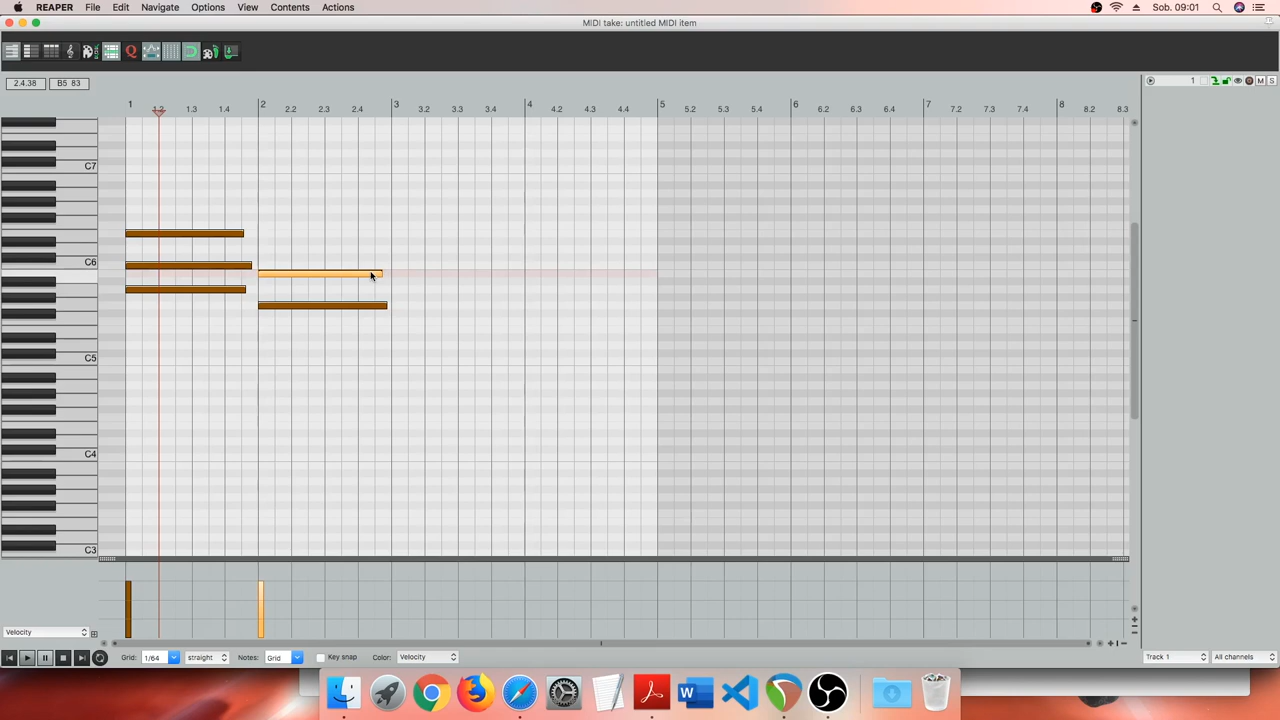 REAPER File Edit Navigate Options View Contents Actions Sob. 09:01
MIDI take: untitled MIDI item
2.4.38 B5 83
1 1.2 1.3 1.4 2 2.2 2.3 2.4 3 3.2 3.3 3.4 4 4.2 4.3 4.4 5 5.2 5.3 5.4 6 6.2 6.3 6.4 7 7.2 7.3 7.4 8 8.2 8.3
1 M S
C7
C6
C5
C4
C3
Velocity
Grid: 1/64 straight Notes: Grid Key snap Color: Velocity Track 1 All channels